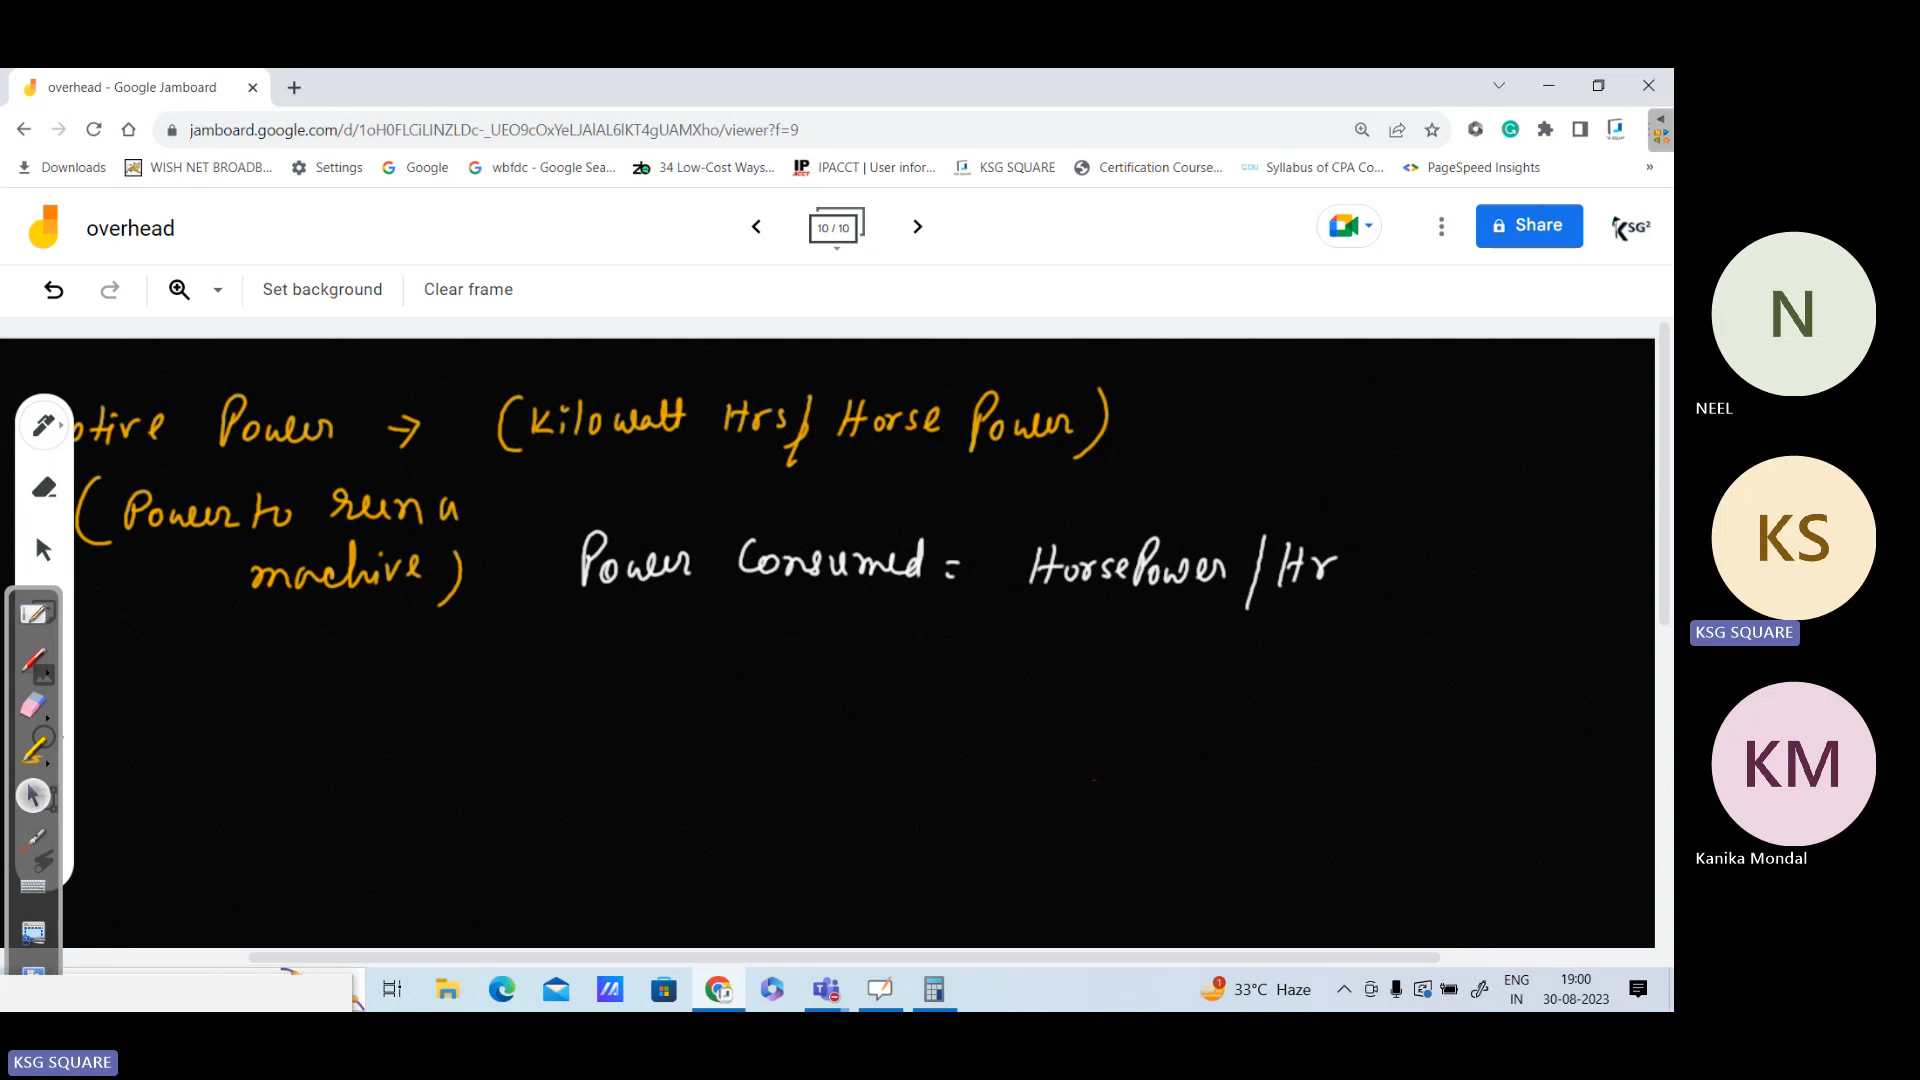 overhead - Google Jamboard
jamboard.google.com/d/1oH0FLCiLINZLDc-_UEO9cOxYeLJAlAL6lKT4gUAMXho/viewer?f=9
Downloads WISH NET BROADB... Settings Google wbfdc - Google Sea... 34 Low-Cost Ways... IPACCT | User infor... KSG SQUARE Certification Course... Syllabus of CPA Co... PageSpeed Insights »
overhead
10 / 10
Share
KSG²
Set background Clear frame
otive Power → (Kilowatt Hrs/ Horse Power)
(Power to run a
machine)
Power Consumed = HorsePower / Hr
N
NEEL
KS
KSG SQUARE
KM
Kanika Mondal
1
33°C Haze
ENG
IN
19:00
30-08-2023
KSG SQUARE